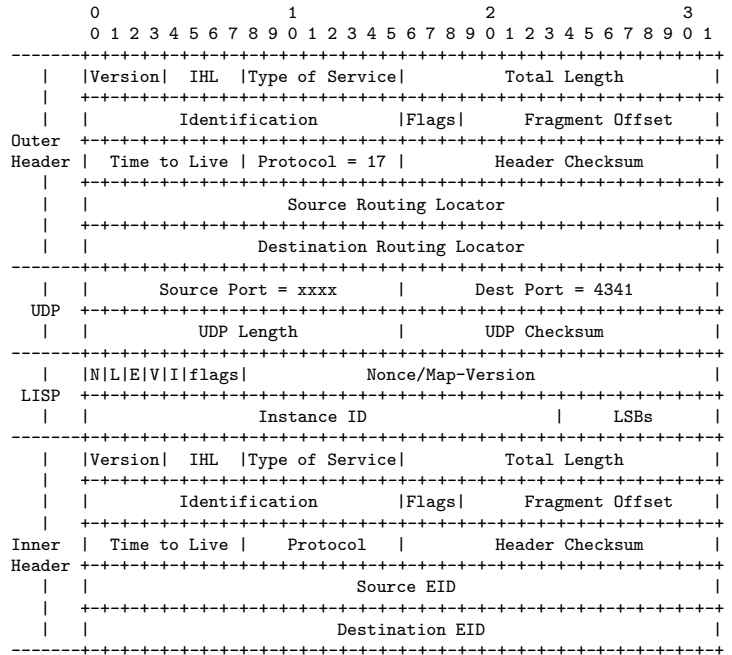 0                   1                   2                   3
        0 1 2 3 4 5 6 7 8 9 0 1 2 3 4 5 6 7 8 9 0 1 2 3 4 5 6 7 8 9 0 1
-------+-+-+-+-+-+-+-+-+-+-+-+-+-+-+-+-+-+-+-+-+-+-+-+-+-+-+-+-+-+-+-+-+
   |   |Version|  IHL  |Type of Service|          Total Length         |
   |   +-+-+-+-+-+-+-+-+-+-+-+-+-+-+-+-+-+-+-+-+-+-+-+-+-+-+-+-+-+-+-+-+
   |   |         Identification        |Flags|      Fragment Offset    |
Outer  +-+-+-+-+-+-+-+-+-+-+-+-+-+-+-+-+-+-+-+-+-+-+-+-+-+-+-+-+-+-+-+-+
Header |  Time to Live | Protocol = 17 |         Header Checksum       |
   |   +-+-+-+-+-+-+-+-+-+-+-+-+-+-+-+-+-+-+-+-+-+-+-+-+-+-+-+-+-+-+-+-+
   |   |                    Source Routing Locator                     |
   |   +-+-+-+-+-+-+-+-+-+-+-+-+-+-+-+-+-+-+-+-+-+-+-+-+-+-+-+-+-+-+-+-+
   |   |                 Destination Routing Locator                   |
-------+-+-+-+-+-+-+-+-+-+-+-+-+-+-+-+-+-+-+-+-+-+-+-+-+-+-+-+-+-+-+-+-+
   |   |       Source Port = xxxx      |       Dest Port = 4341        |
  UDP  +-+-+-+-+-+-+-+-+-+-+-+-+-+-+-+-+-+-+-+-+-+-+-+-+-+-+-+-+-+-+-+-+
   |   |           UDP Length          |        UDP Checksum           |
-------+-+-+-+-+-+-+-+-+-+-+-+-+-+-+-+-+-+-+-+-+-+-+-+-+-+-+-+-+-+-+-+-+
   |   |N|L|E|V|I|flags|            Nonce/Map-Version                  |
 LISP  +-+-+-+-+-+-+-+-+-+-+-+-+-+-+-+-+-+-+-+-+-+-+-+-+-+-+-+-+-+-+-+-+
   |   |                 Instance ID                   |     LSBs      |
-------+-+-+-+-+-+-+-+-+-+-+-+-+-+-+-+-+-+-+-+-+-+-+-+-+-+-+-+-+-+-+-+-+
   |   |Version|  IHL  |Type of Service|          Total Length         |
   |   +-+-+-+-+-+-+-+-+-+-+-+-+-+-+-+-+-+-+-+-+-+-+-+-+-+-+-+-+-+-+-+-+
   |   |         Identification        |Flags|      Fragment Offset    |
   |   +-+-+-+-+-+-+-+-+-+-+-+-+-+-+-+-+-+-+-+-+-+-+-+-+-+-+-+-+-+-+-+-+
Inner  |  Time to Live |    Protocol   |         Header Checksum       |
Header +-+-+-+-+-+-+-+-+-+-+-+-+-+-+-+-+-+-+-+-+-+-+-+-+-+-+-+-+-+-+-+-+
   |   |                           Source EID                          |
   |   +-+-+-+-+-+-+-+-+-+-+-+-+-+-+-+-+-+-+-+-+-+-+-+-+-+-+-+-+-+-+-+-+
   |   |                         Destination EID                       |
-------+-+-+-+-+-+-+-+-+-+-+-+-+-+-+-+-+-+-+-+-+-+-+-+-+-+-+-+-+-+-+-+-+